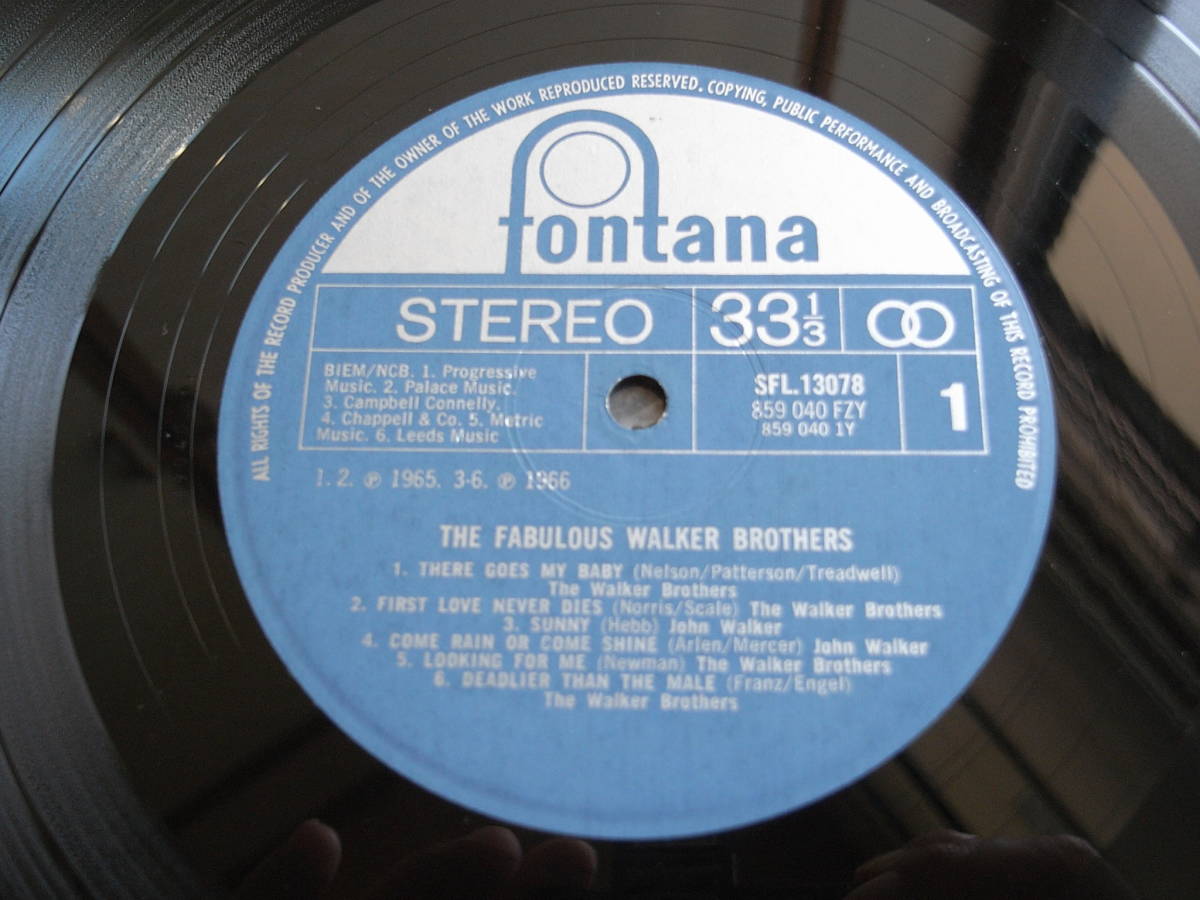 ALL RIGHTS OF THE RECORD PRODUCER AND OF THE OWNER OF THE WORK REPRODUCED RESERVED. COPYING, PUBLIC PERFORMANCE AND BROADCASTING OF THIS RECORD PROHIBITED
fontana
STEREO 33 1/3
BIEM/NCB. 1. Progressive
Music. 2. Palace Music.
3. Campbell Connelly.
4. Chappell & Co. 5. Metric
Music. 6. Leeds Music
SFL.13078
859 040 FZY
859 040 1Y
1
1. 2. ℗ 1965. 3-6. ℗ 1966
THE FABULOUS WALKER BROTHERS
1. THERE GOES MY BABY (Nelson/Patterson/Treadwell)
The Walker Brothers
2. FIRST LOVE NEVER DIES (Norris/Scale) The Walker Brothers
3. SUNNY (Hebb) John Walker
4. COME RAIN OR COME SHINE (Arlen/Mercer) John Walker
5. LOOKING FOR ME (Newman) The Walker Brothers
6. DEADLIER THAN THE MALE (Franz/Engel)
The Walker Brothers